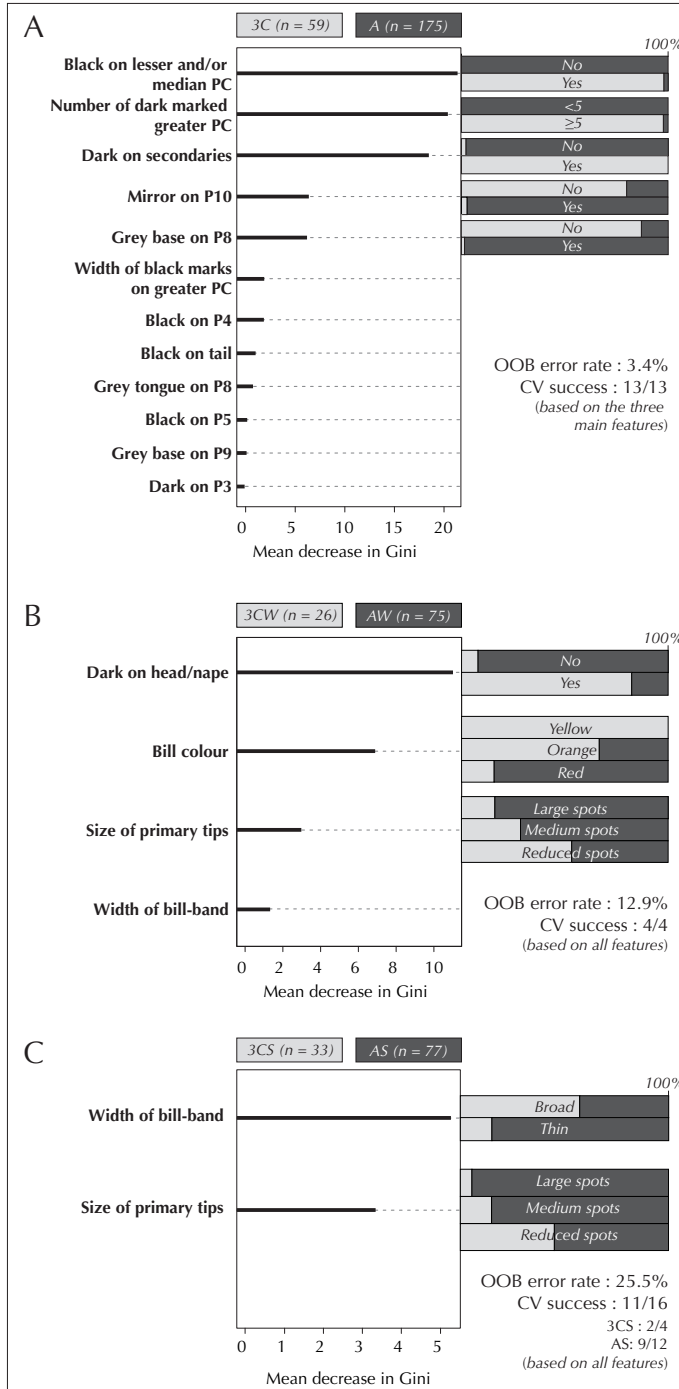 A
3C (n = 59)
A (n = 175)
100%
Black on lesser and/or
median PC
No
Yes
Number of dark marked
greater PC
<5
≥5
Dark on secondaries
No
Yes
Mirror on P10
No
Yes
Grey base on P8
No
Yes
Width of black marks
on greater PC
Black on P4
Black on tail
Grey tongue on P8
Black on P5
Grey base on P9
Dark on P3
OOB error rate : 3.4%
CV success : 13/13
(based on the three
main features)
0 5 10 15 20
Mean decrease in Gini
B
3CW (n = 26)
AW (n = 75)
100%
Dark on head/nape
No
Yes
Bill colour
Yellow
Orange
Red
Size of primary tips
Large spots
Medium spots
Reduced spots
Width of bill-band
OOB error rate : 12.9%
CV success : 4/4
(based on all features)
0 2 4 6 8 10
Mean decrease in Gini
C
3CS (n = 33)
AS (n = 77)
100%
Width of bill-band
Broad
Thin
Size of primary tips
Large spots
Medium spots
Reduced spots
OOB error rate : 25.5%
CV success : 11/16
3CS : 2/4
AS: 9/12
(based on all features)
0 1 2 3 4 5
Mean decrease in Gini